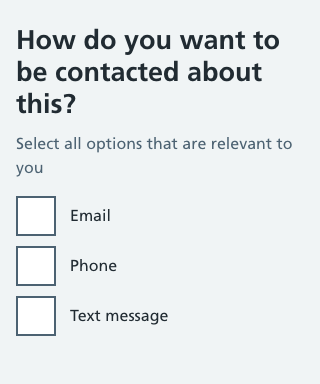 How do you want to
be contacted about
this?
Select all options that are relevant to
you
Email
Phone
Text message